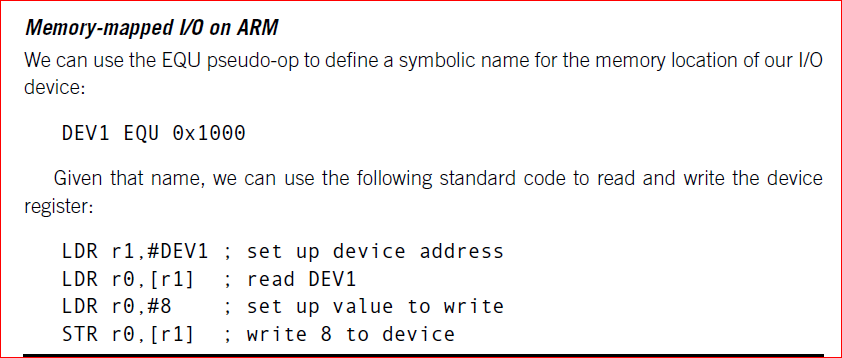 Memory-mapped I/O on ARM
We can use the EQU pseudo-op to define a symbolic name for the memory location of our I/O
device:
DEV1 EQU 0x1000
Given that name, we can use the following standard code to read and write the device
register:
LDR r1,#DEV1 ; set up device address
LDR r0,[r1] ; read DEV1
LDR r0,#8 ; set up value to write
STR r0,[r1] ; write 8 to device